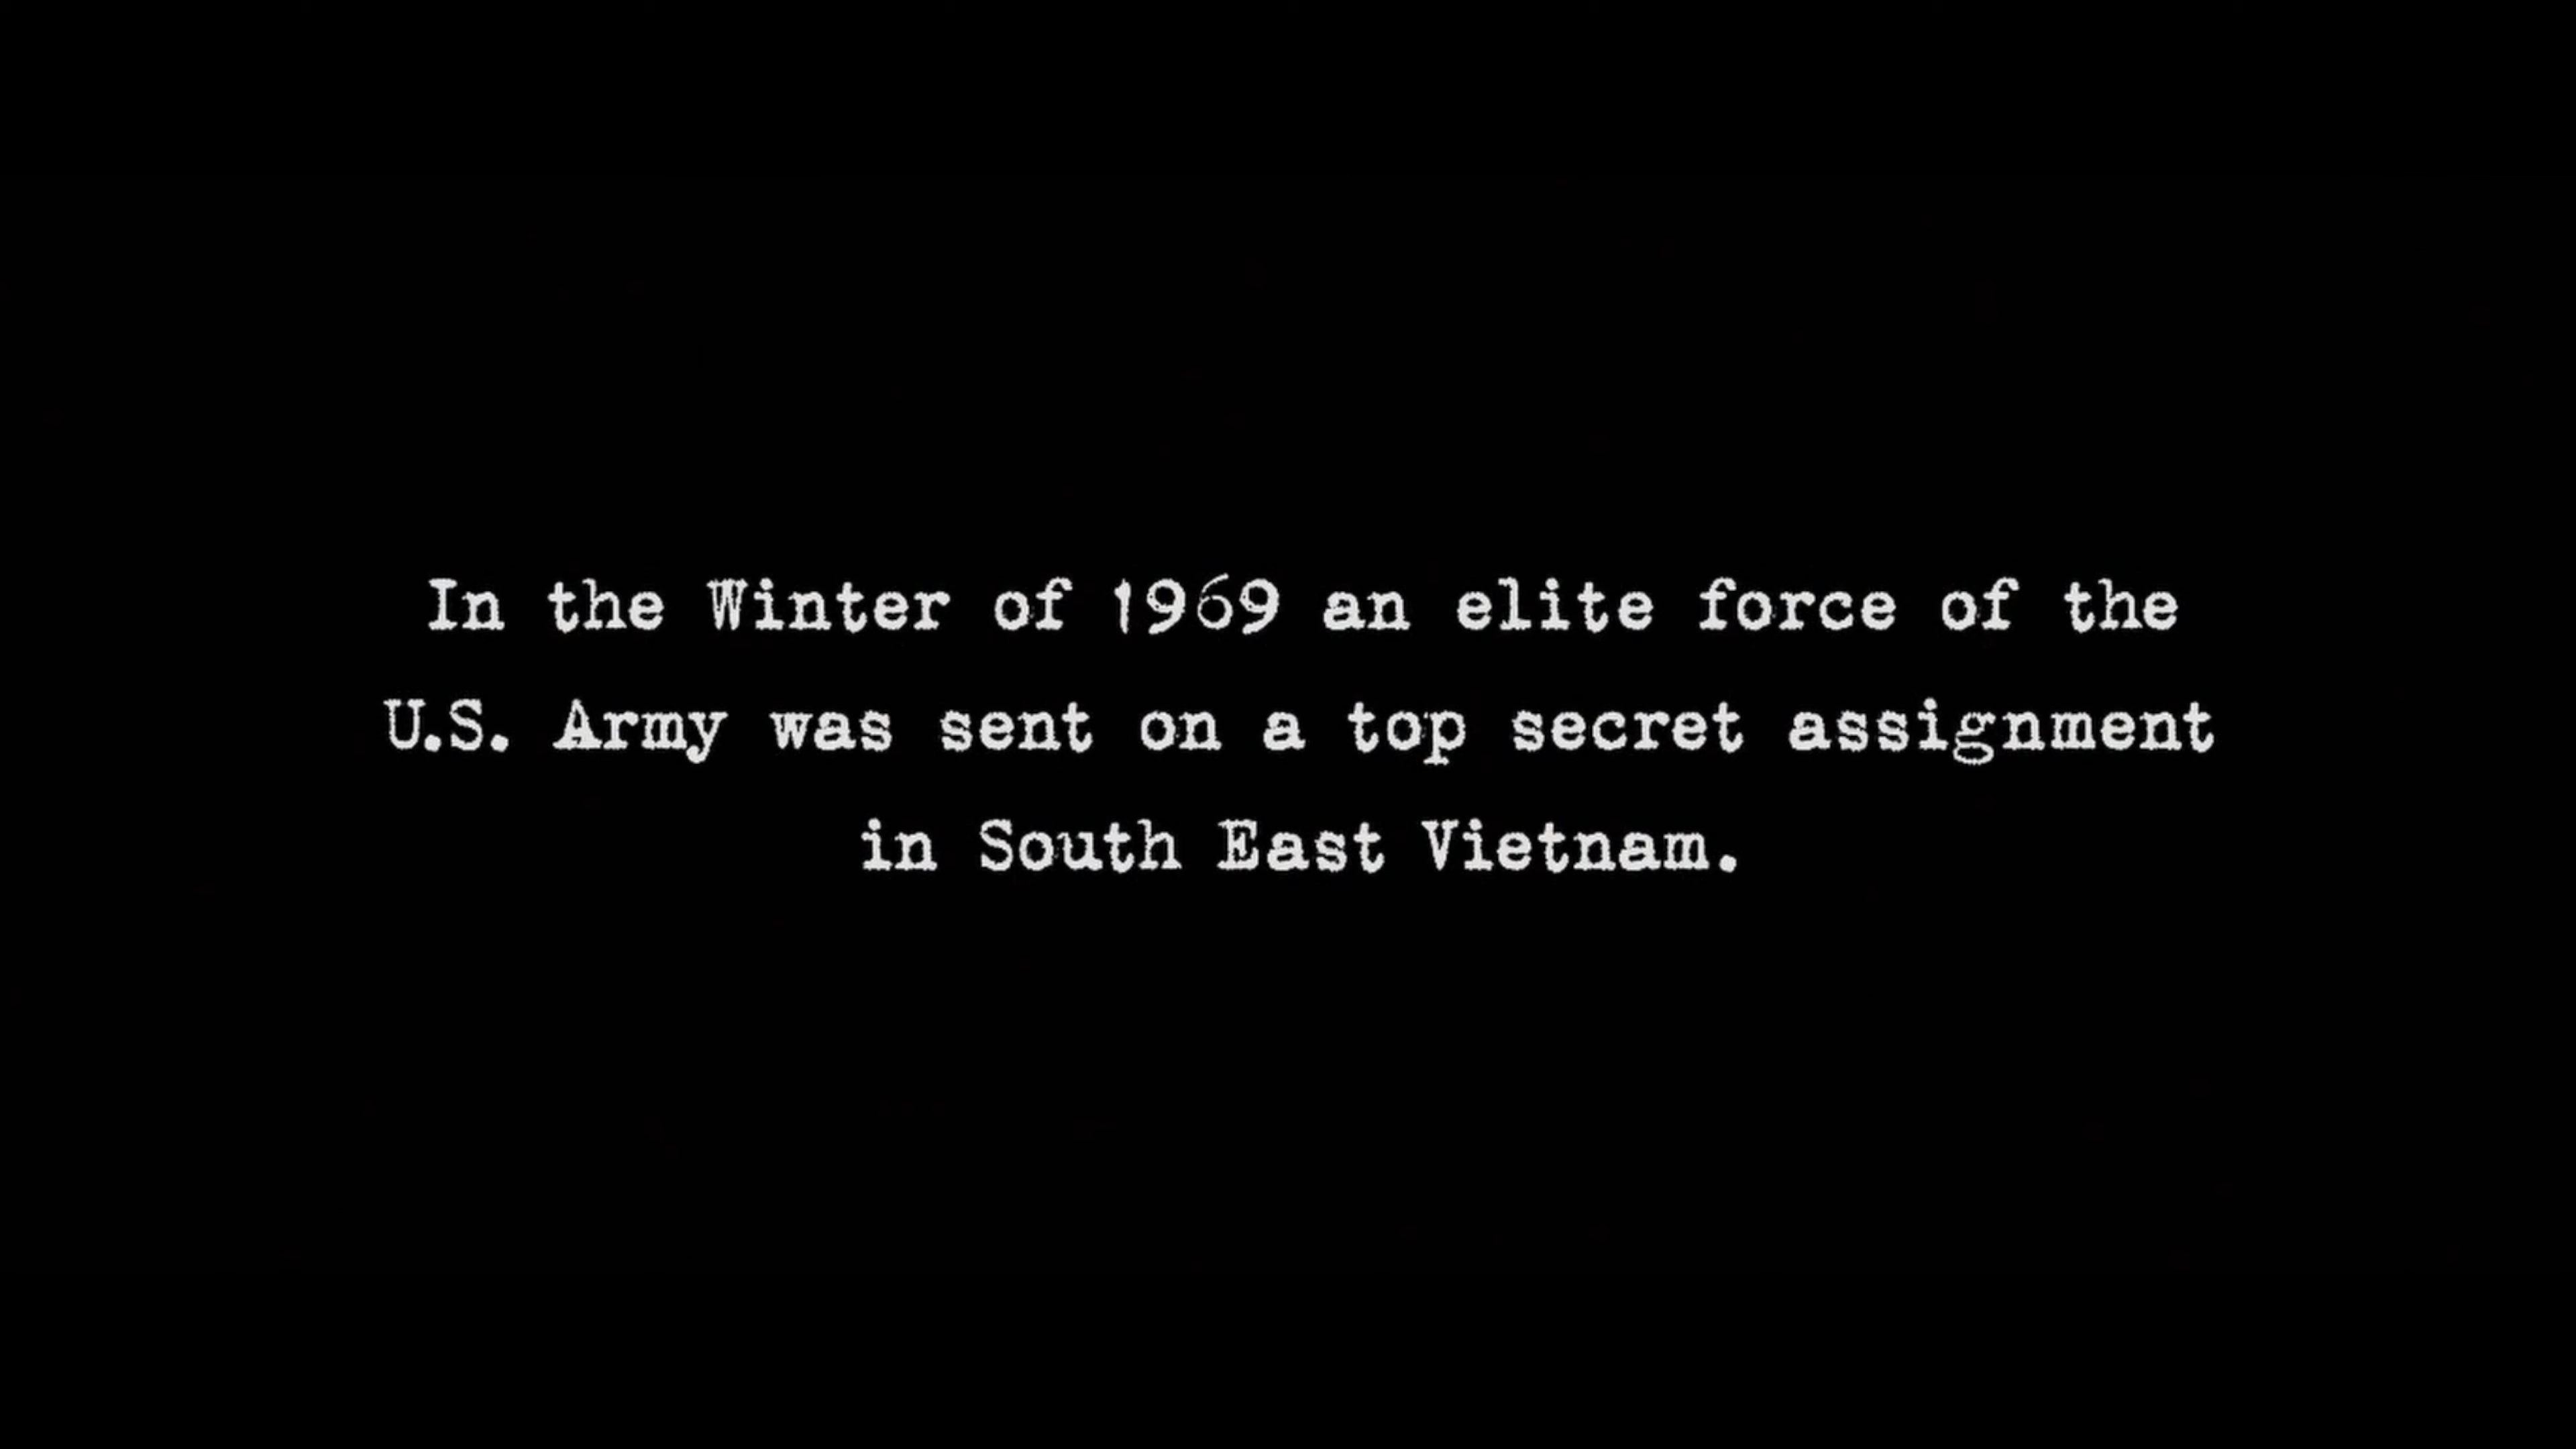 In the Winter of 1969 an elite force of the
U.S. Army was sent on a top secret assignment
in South East Vietnam.